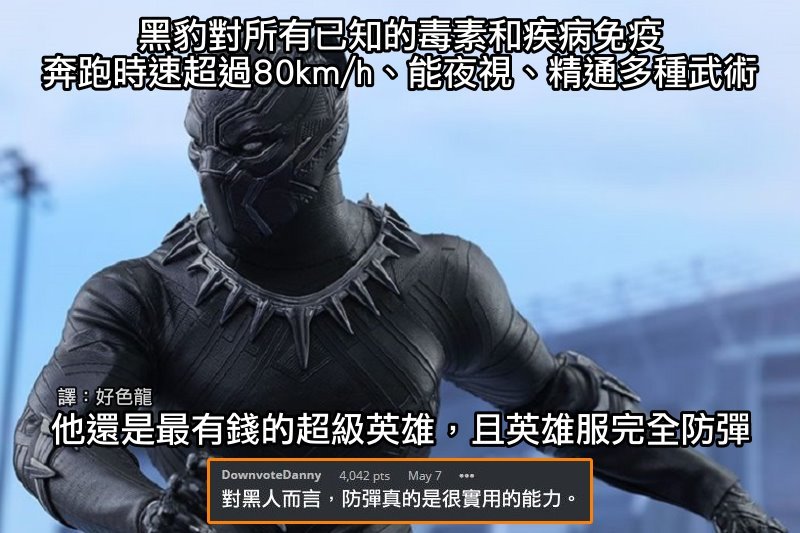 黑豹對所有已知的毒素和疾病免疫
奔跑時速超過80km/h、能夜視、精通多種武術
譯：好色龍
他還是最有錢的超級英雄，且英雄服完全防彈
DownvoteDanny 4,042 pts May 7 •••
對黑人而言，防彈真的是很實用的能力。